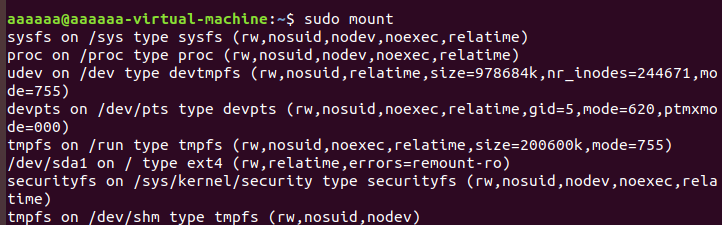 aaaaaa@aaaaaa-virtual-machine:~$ sudo mount
sysfs on /sys type sysfs (rw,nosuid,nodev,noexec,relatime)
proc on /proc type proc (rw,nosuid,nodev,noexec,relatime)
udev on /dev type devtmpfs (rw,nosuid,relatime,size=978684k,nr_inodes=244671,mo
de=755)
devpts on /dev/pts type devpts (rw,nosuid,noexec,relatime,gid=5,mode=620,ptmxmo
de=000)
tmpfs on /run type tmpfs (rw,nosuid,noexec,relatime,size=200600k,mode=755)
/dev/sda1 on / type ext4 (rw,relatime,errors=remount-ro)
securityfs on /sys/kernel/security type securityfs (rw,nosuid,nodev,noexec,rela
time)
tmpfs on /dev/shm type tmpfs (rw,nosuid,nodev)